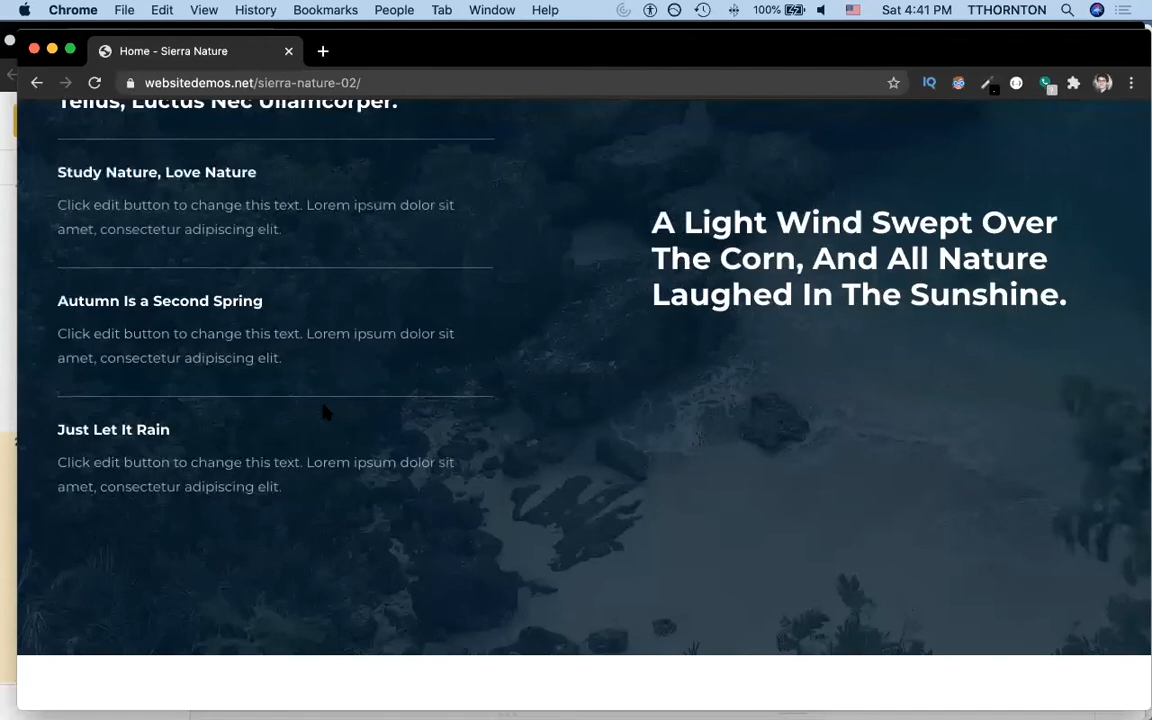 Chrome File Edit View History Bookmarks People Tab Window Help 100% Sat 4:41 PM TTHORNTON
Home - Sierra Nature
websitedemos.net/sierra-nature-02/
IQ
Tellus, Luctus Nec Ullamcorper.
Study Nature, Love Nature
Click edit button to change this text. Lorem ipsum dolor sit
amet, consectetur adipiscing elit.
Autumn Is a Second Spring
Click edit button to change this text. Lorem ipsum dolor sit
amet, consectetur adipiscing elit.
Just Let It Rain
Click edit button to change this text. Lorem ipsum dolor sit
amet, consectetur adipiscing elit.
A Light Wind Swept Over
The Corn, And All Nature
Laughed In The Sunshine.